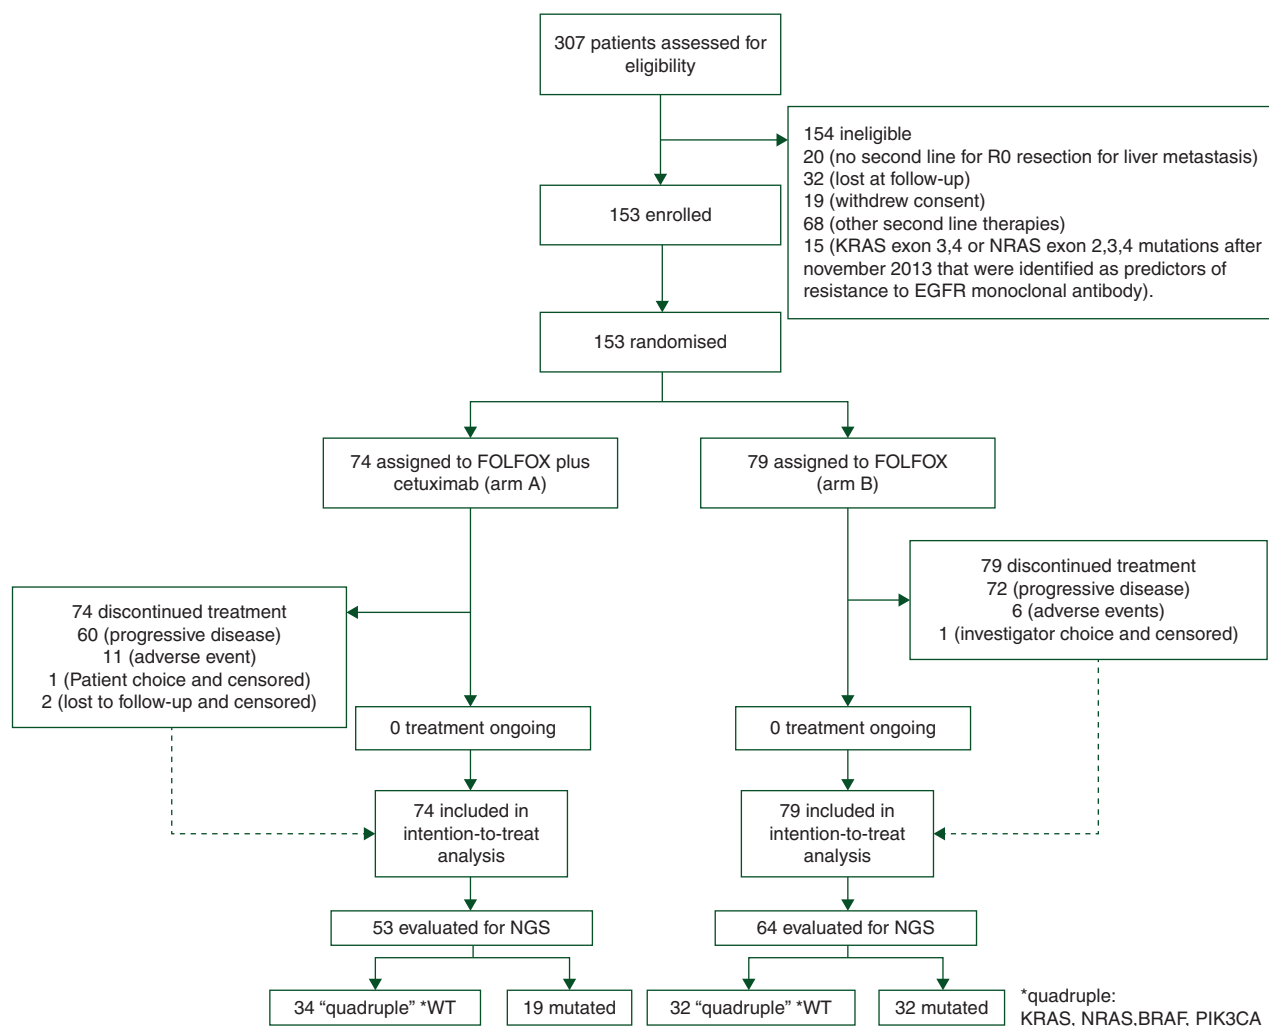 307 patients assessed for
eligibility
154 ineligible
20 (no second line for R0 resection for liver metastasis)
32 (lost at follow-up)
19 (withdrew consent)
68 (other second line therapies)
15 (KRAS exon 3,4 or NRAS exon 2,3,4 mutations after
november 2013 that were identified as predictors of
resistance to EGFR monoclonal antibody).
153 enrolled
153 randomised
74 assigned to FOLFOX plus
cetuximab (arm A)
79 assigned to FOLFOX
(arm B)
74 discontinued treatment
60 (progressive disease)
11 (adverse event)
1 (Patient choice and censored)
2 (lost to follow-up and censored)
79 discontinued treatment
72 (progressive disease)
6 (adverse events)
1 (investigator choice and censored)
0 treatment ongoing
0 treatment ongoing
74 included in
intention-to-treat
analysis
79 included in
intention-to-treat
analysis
53 evaluated for NGS
64 evaluated for NGS
34 “quadruple” *WT
19 mutated
32 “quadruple” *WT
32 mutated
*quadruple:
KRAS, NRAS,BRAF, PIK3CA